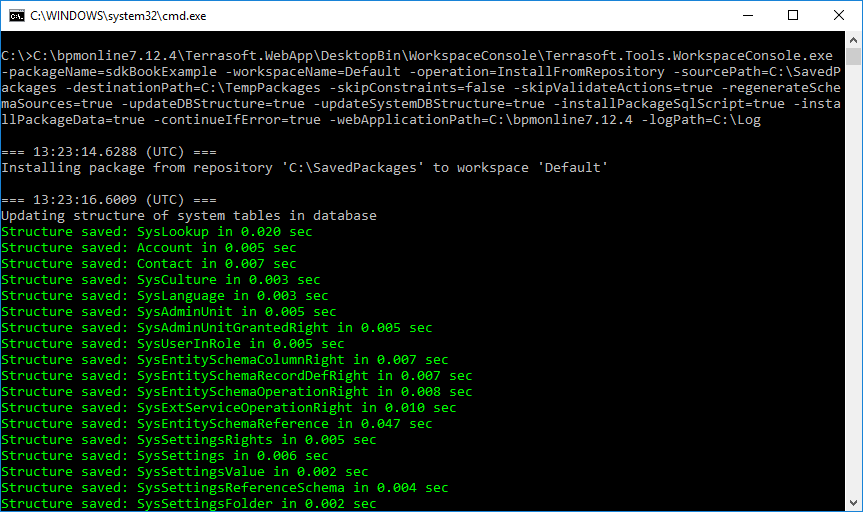 C:\WINDOWS\system32\cmd.exe
C:\>C:\bpmonline7.12.4\Terrasoft.WebApp\DesktopBin\WorkspaceConsole\Terrasoft.Tools.WorkspaceConsole.exe
-packageName=sdkBookExample -workspaceName=Default -operation=InstallFromRepository -sourcePath=C:\SavedP
ackages -destinationPath=C:\TempPackages -skipConstraints=false -skipValidateActions=true -regenerateSche
maSources=true -updateDBStructure=true -updateSystemDBStructure=true -installPackageSqlScript=true -insta
llPackageData=true -continueIfError=true -webApplicationPath=C:\bpmonline7.12.4 -logPath=C:\Log
=== 13:23:14.6288 (UTC) ===
Installing package from repository 'C:\SavedPackages' to workspace 'Default'
=== 13:23:16.6009 (UTC) ===
Updating structure of system tables in database
Structure saved: SysLookup in 0.020 sec
Structure saved: Account in 0.005 sec
Structure saved: Contact in 0.007 sec
Structure saved: SysCulture in 0.003 sec
Structure saved: SysLanguage in 0.003 sec
Structure saved: SysAdminUnit in 0.005 sec
Structure saved: SysAdminUnitGrantedRight in 0.005 sec
Structure saved: SysUserInRole in 0.005 sec
Structure saved: SysEntitySchemaColumnRight in 0.007 sec
Structure saved: SysEntitySchemaRecordDefRight in 0.007 sec
Structure saved: SysEntitySchemaOperationRight in 0.008 sec
Structure saved: SysExtServiceOperationRight in 0.010 sec
Structure saved: SysEntitySchemaReference in 0.047 sec
Structure saved: SysSettingsRights in 0.005 sec
Structure saved: SysSettings in 0.006 sec
Structure saved: SysSettingsValue in 0.002 sec
Structure saved: SysSettingsReferenceSchema in 0.004 sec
Structure saved: SysSettingsFolder in 0.002 sec